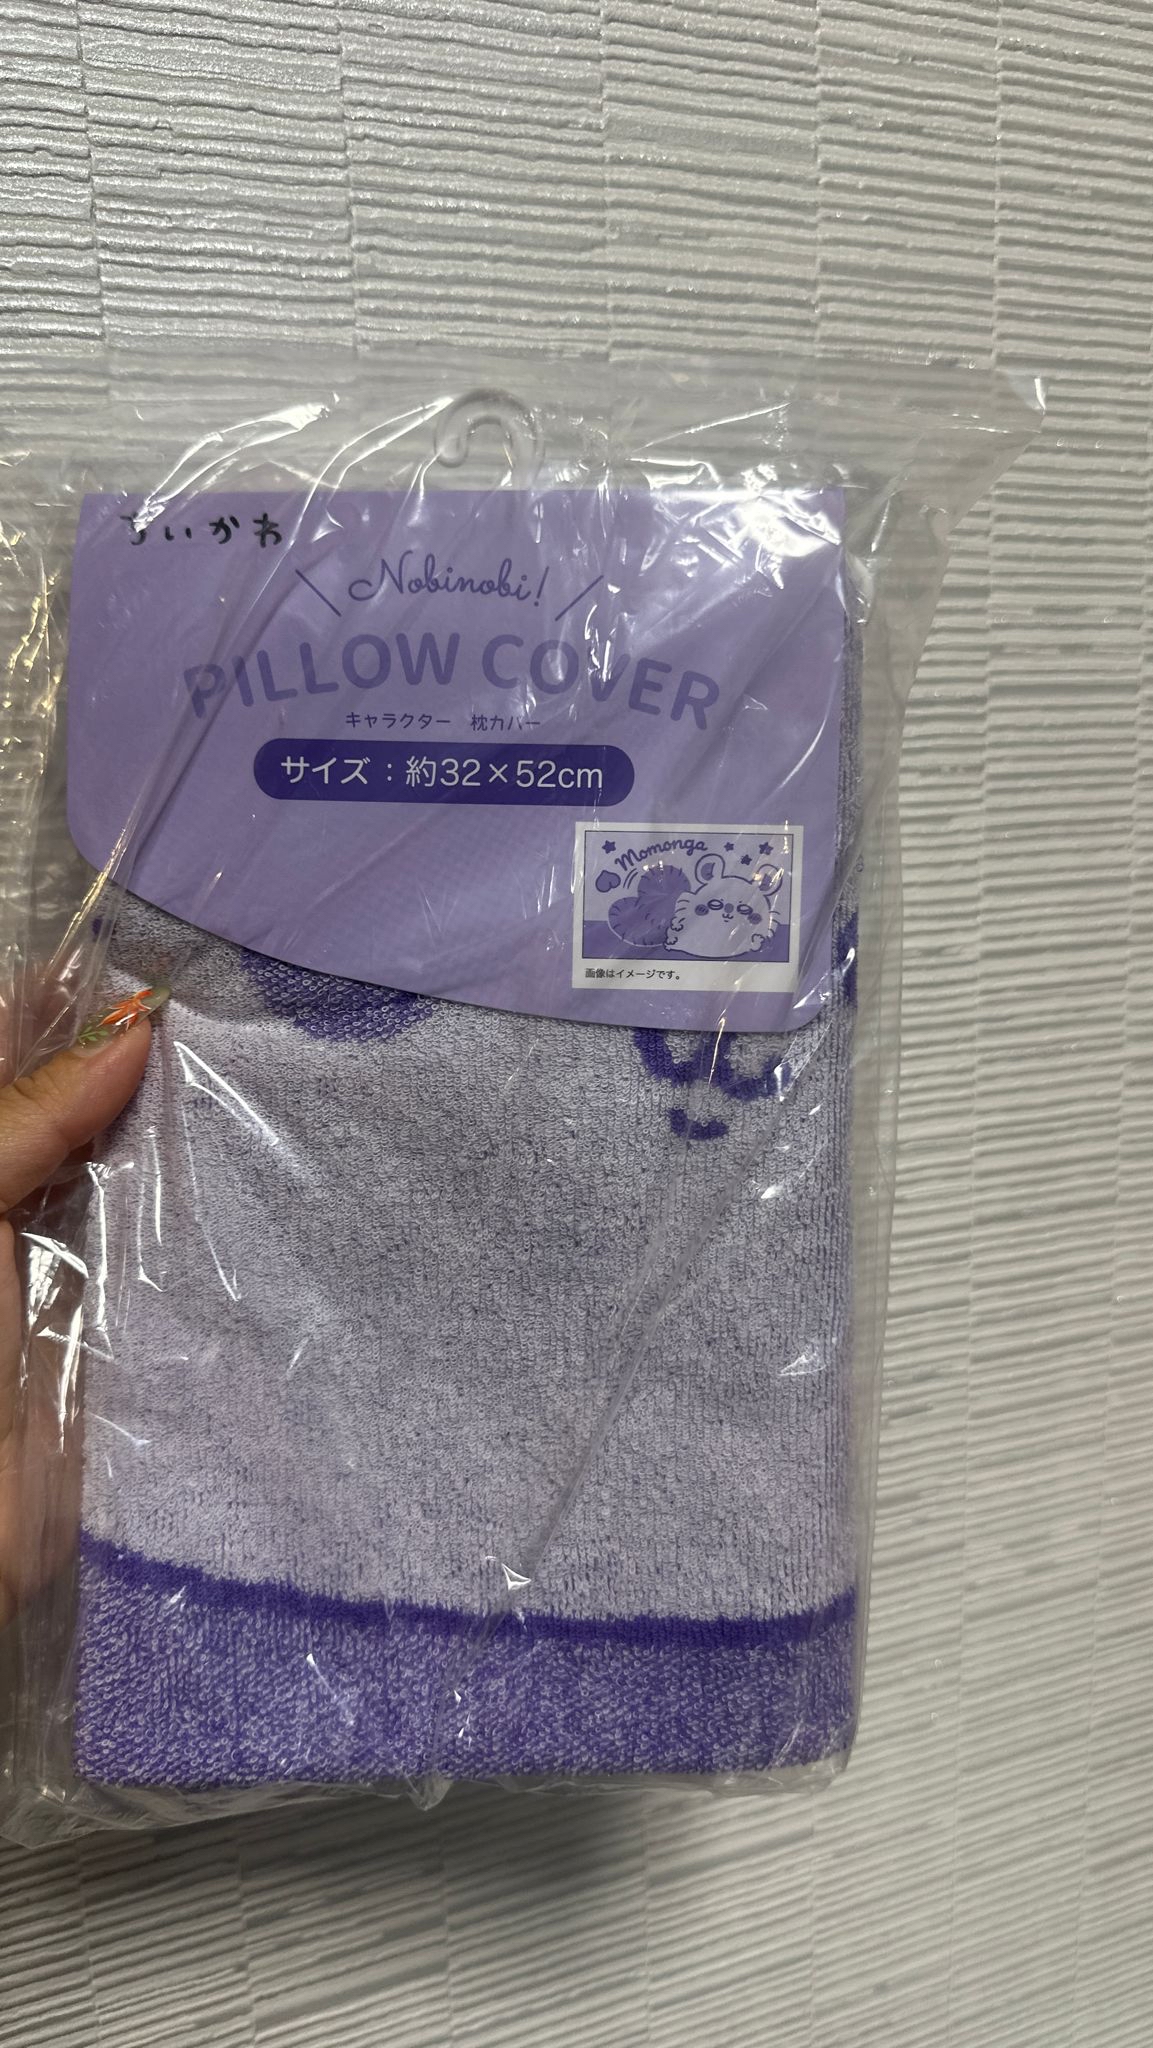 ちいかわ
Nobinobi!
PILLOW COVER
キャラクター 枕カバー
サイズ：約32×52cm
Momonga
画像はイメージです。